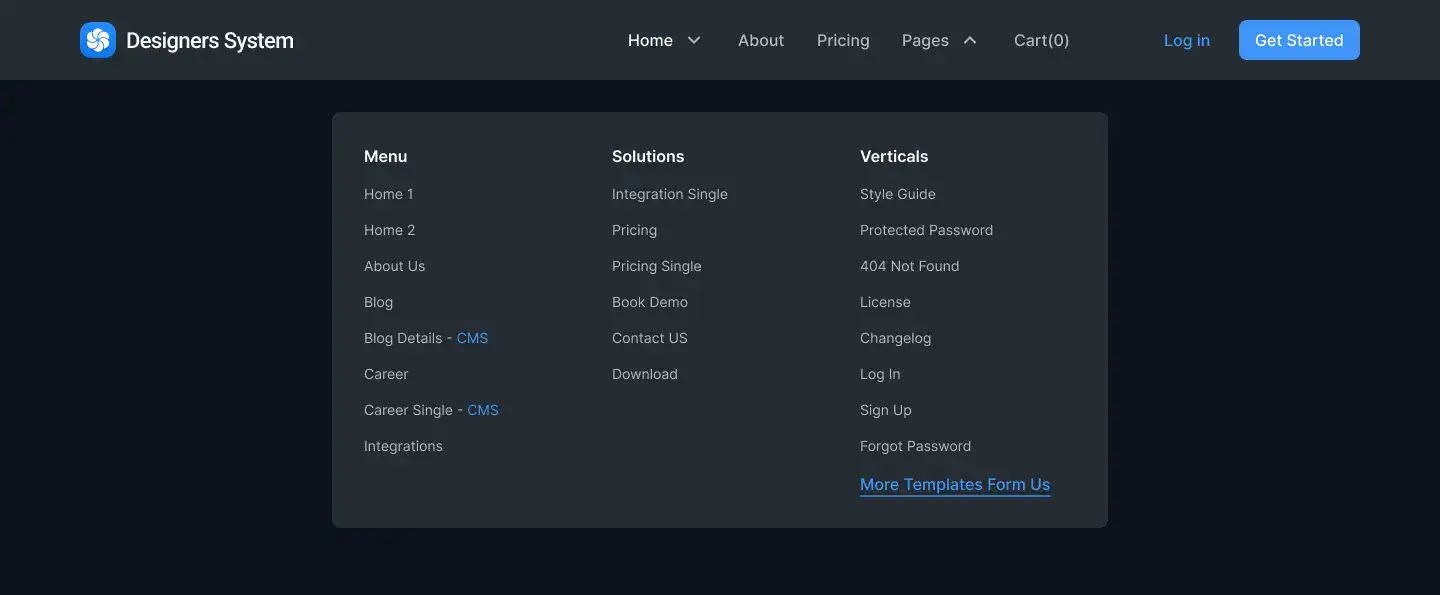 Designers System
Home
About
Pricing
Pages
Cart(0)
Log in
Get Started
Menu
Home 1
Home 2
About Us
Blog
Blog Details - CMS
Career
Career Single - CMS
Integrations
Solutions
Integration Single
Pricing
Pricing Single
Book Demo
Contact US
Download
Verticals
Style Guide
Protected Password
404 Not Found
License
Changelog
Log In
Sign Up
Forgot Password
More Templates Form Us